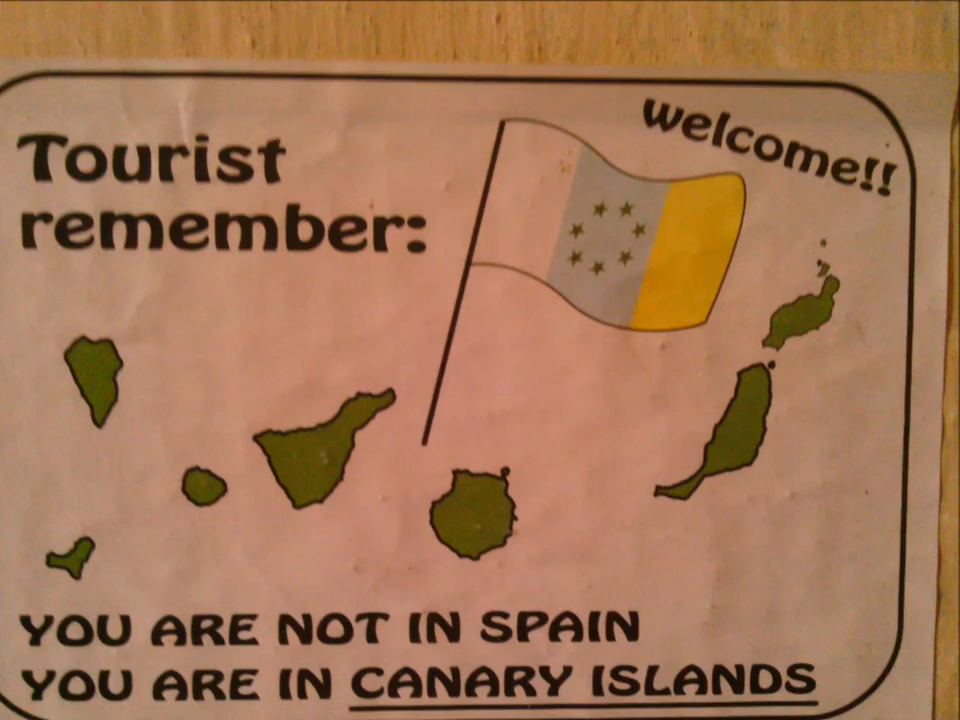 Tourist
remember:
welcome!!
YOU ARE NOT IN SPAIN
YOU ARE IN CANARY ISLANDS